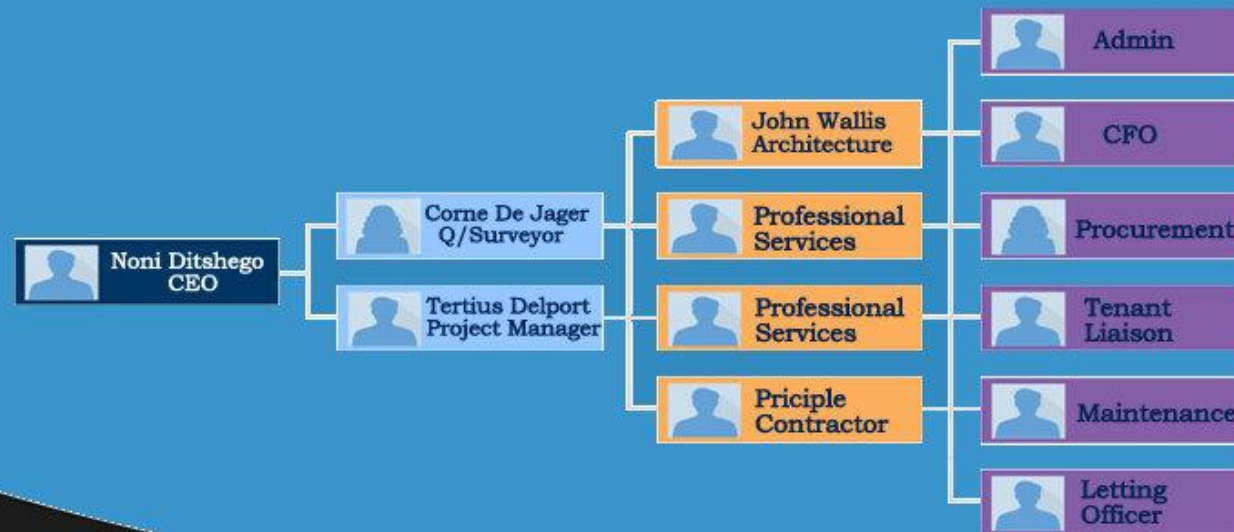 Noni Ditshego
CEO
Corne De Jager
Q/Surveyor
Tertius Delport
Project Manager
John Wallis
Architecture
Professional
Services
Professional
Services
Priciple
Contractor
Admin
CFO
Procurement
Tenant
Liaison
Maintenance
Letting
Officer